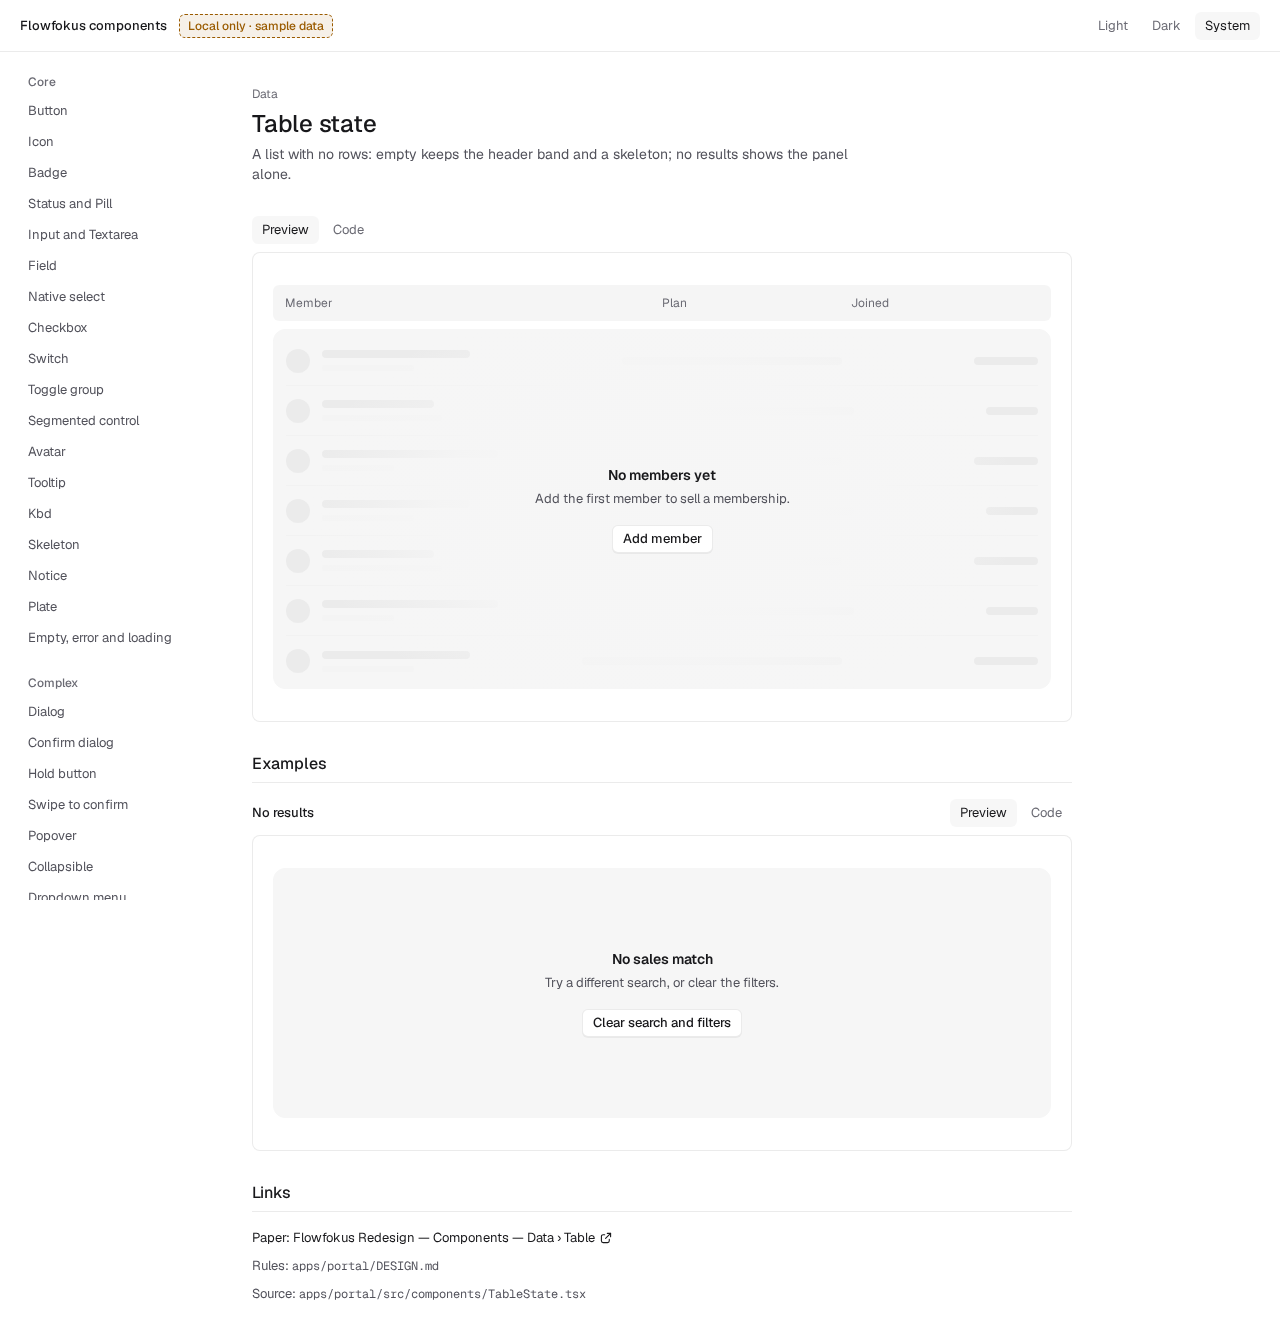 Flowfokus components
Local only · sample data
Light
Dark
System
Core
Button
Icon
Badge
Status and Pill
Input and Textarea
Field
Native select
Checkbox
Switch
Toggle group
Segmented control
Avatar
Tooltip
Kbd
Skeleton
Notice
Plate
Empty, error and loading
Complex
Dialog
Confirm dialog
Hold button
Swipe to confirm
Popover
Collapsible
Dropdown menu
Data
Table state
A list with no rows: empty keeps the header band and a skeleton; no results shows the panel
alone.
Preview
Code
Member
Plan
Joined
No members yet
Add the first member to sell a membership.
Add member
Examples
No results
Preview
Code
No sales match
Try a different search, or clear the filters.
Clear search and filters
Links
Paper: Flowfokus Redesign — Components — Data › Table
Rules: apps/portal/DESIGN.md
Source: apps/portal/src/components/TableState.tsx